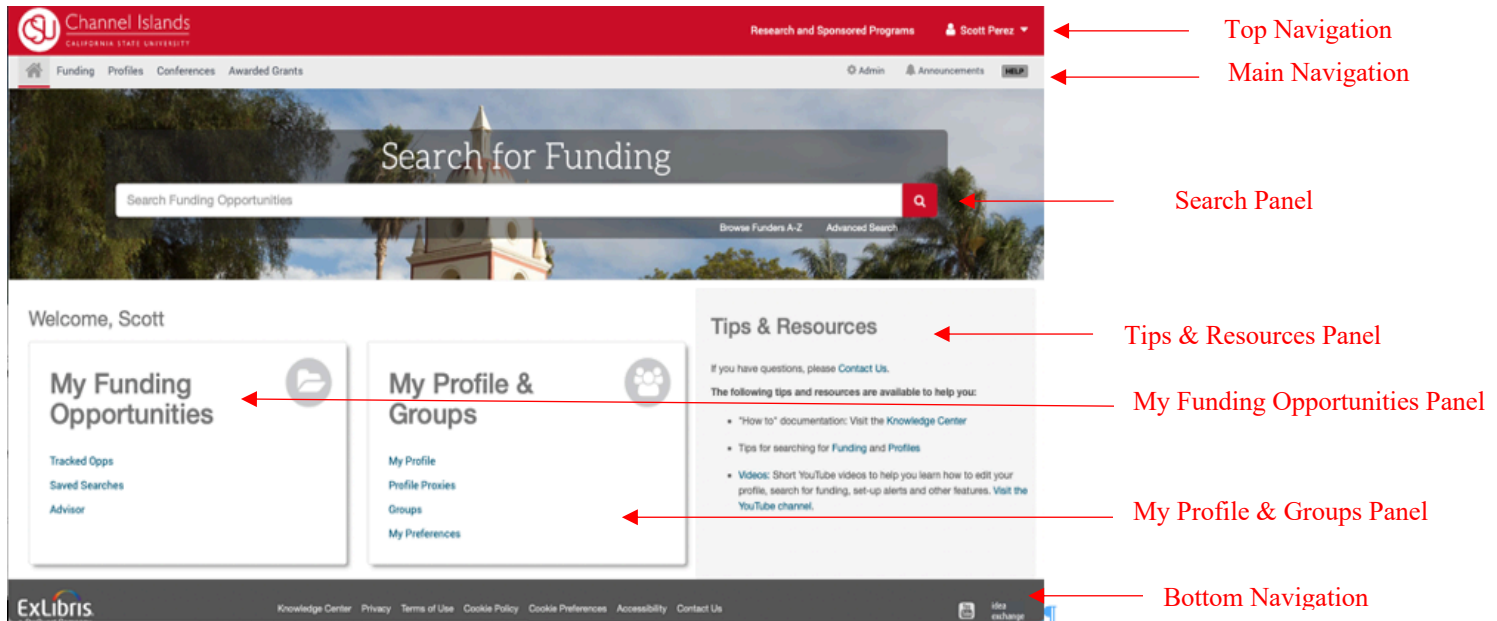 CSU Channel Islands
CALIFORNIA STATE UNIVERSITY
Research and Sponsored Programs
Scott Perez
Top Navigation
Funding Profiles Conferences Awarded Grants
Admin Announcements HELP
Main Navigation
Search for Funding
Search Funding Opportunities
Search Panel
Browse Funders A-Z Advanced Search
Welcome, Scott
Tips & Resources
Tips & Resources Panel
My Funding
Opportunities
Tracked Opps
Saved Searches
Advisor
My Funding Opportunities Panel
My Profile &
Groups
My Profile
Profile Proxies
Groups
My Preferences
My Profile & Groups Panel
If you have questions, please Contact Us.
The following tips and resources are available to help you:
• "How to" documentation: Visit the Knowledge Center
• Tips for searching for Funding and Profiles
• Videos: Short YouTube videos to help you learn how to edit your
profile, search for funding, set-up alerts and other features. Visit the
YouTube channel.
ExLibris
Knowledge Center Privacy Terms of Use Cookie Policy Cookie Preferences Accessibility Contact Us
idea
exchange
¶
Bottom Navigation